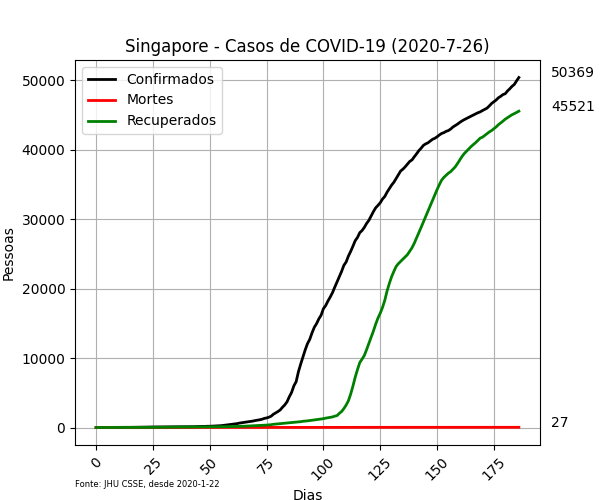 Singapore - Casos de COVID-19 (2020-7-26)
Confirmados
Mortes
Recuperados
50369
45521
27
Pessoas
50000
40000
30000
20000
10000
0
0
25
50
75
100
125
150
175
Dias
Fonte: JHU CSSE, desde 2020-1-22